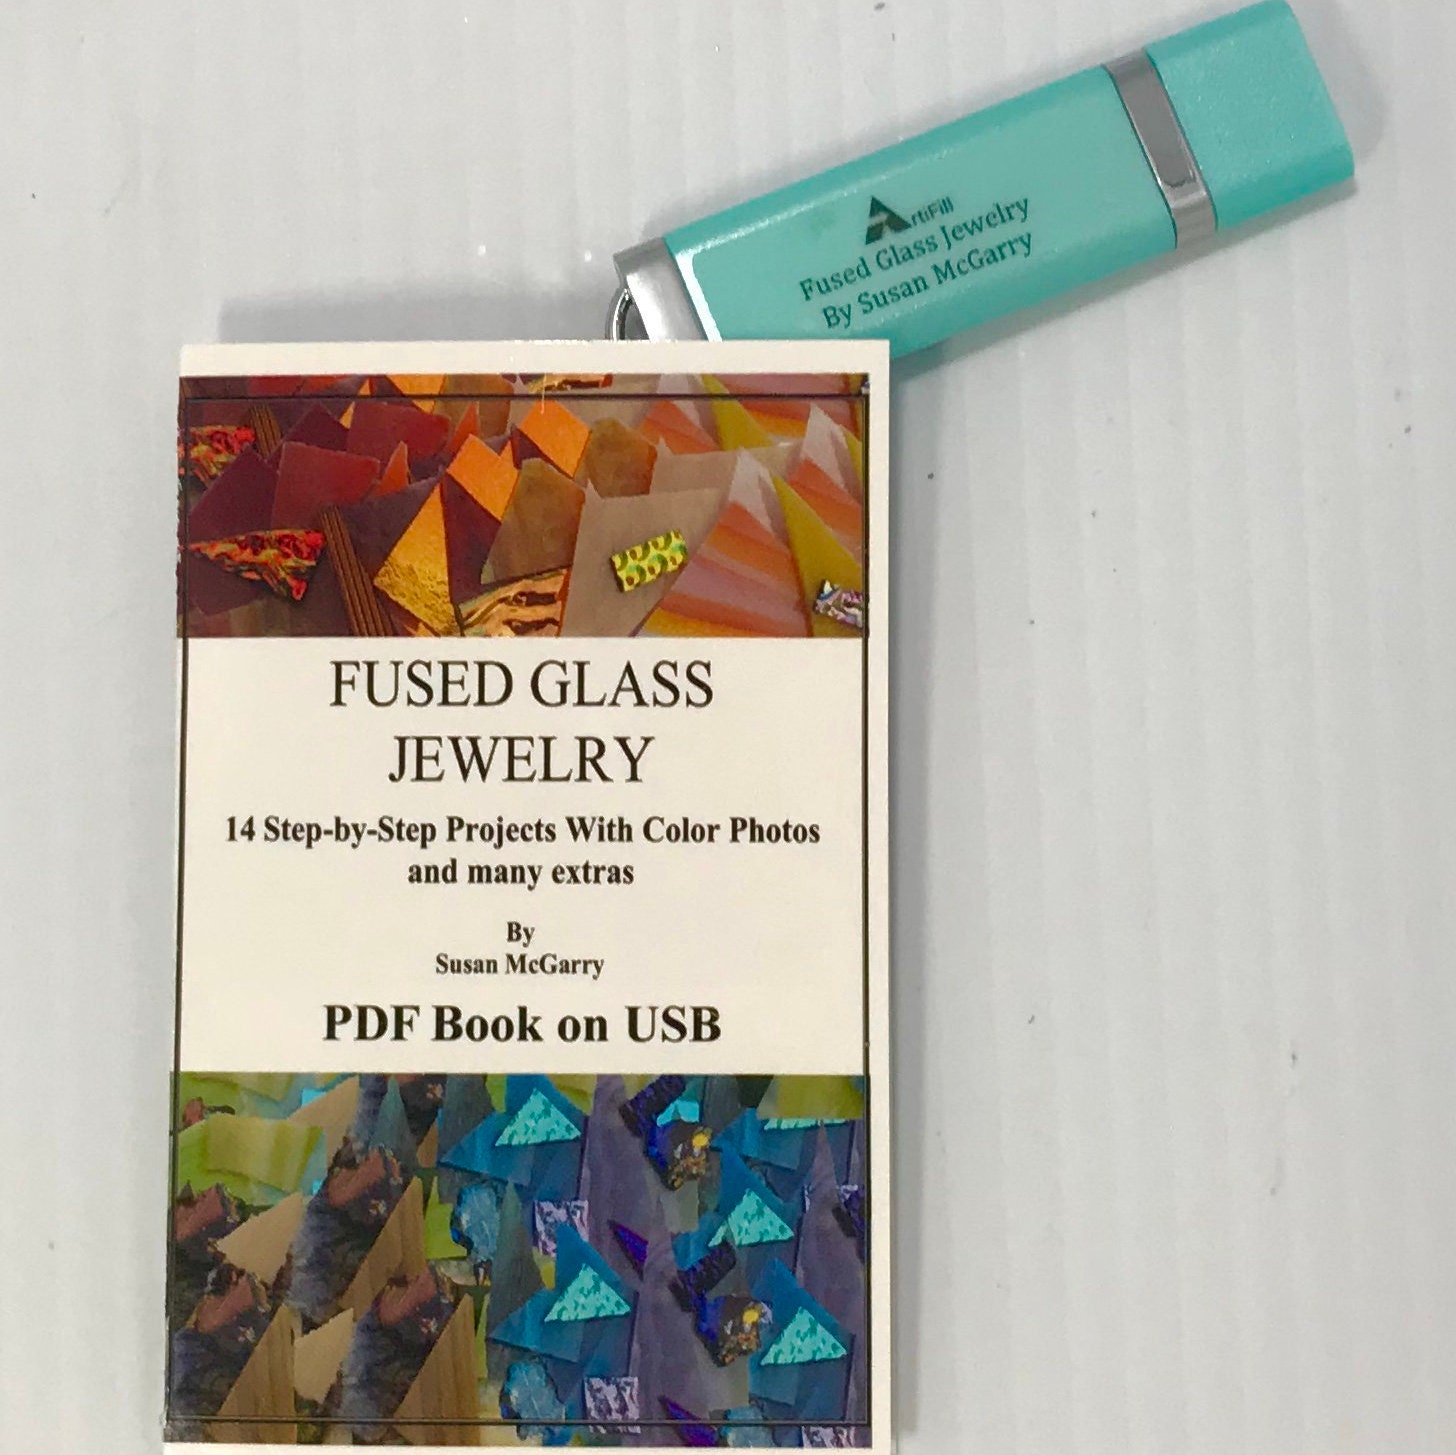 ArtiFill
Fused Glass Jewelry
By Susan McGarry
FUSED GLASS
JEWELRY
14 Step-by-Step Projects With Color Photos
and many extras
By
Susan McGarry
PDF Book on USB